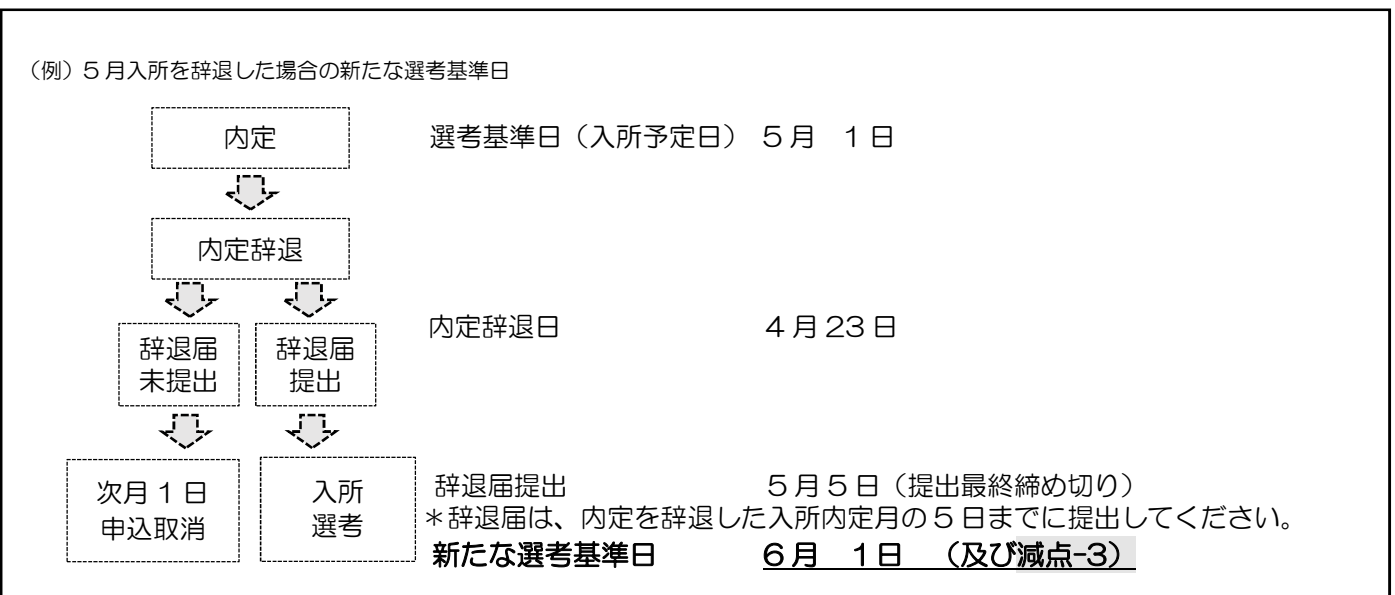 （例）５月入所を辞退した場合の新たな選考基準日
内定
選考基準日（入所予定日） ５月　１日
内定辞退
内定辞退日　４月23日
辞退届
未提出
辞退届
提出
次月１日
申込取消
入所
選考
辞退届提出　５月５日（提出最終締め切り）
＊辞退届は、内定を辞退した入所内定月の５日までに提出してください。
新たな選考基準日　６月　１日　（及び減点-3）